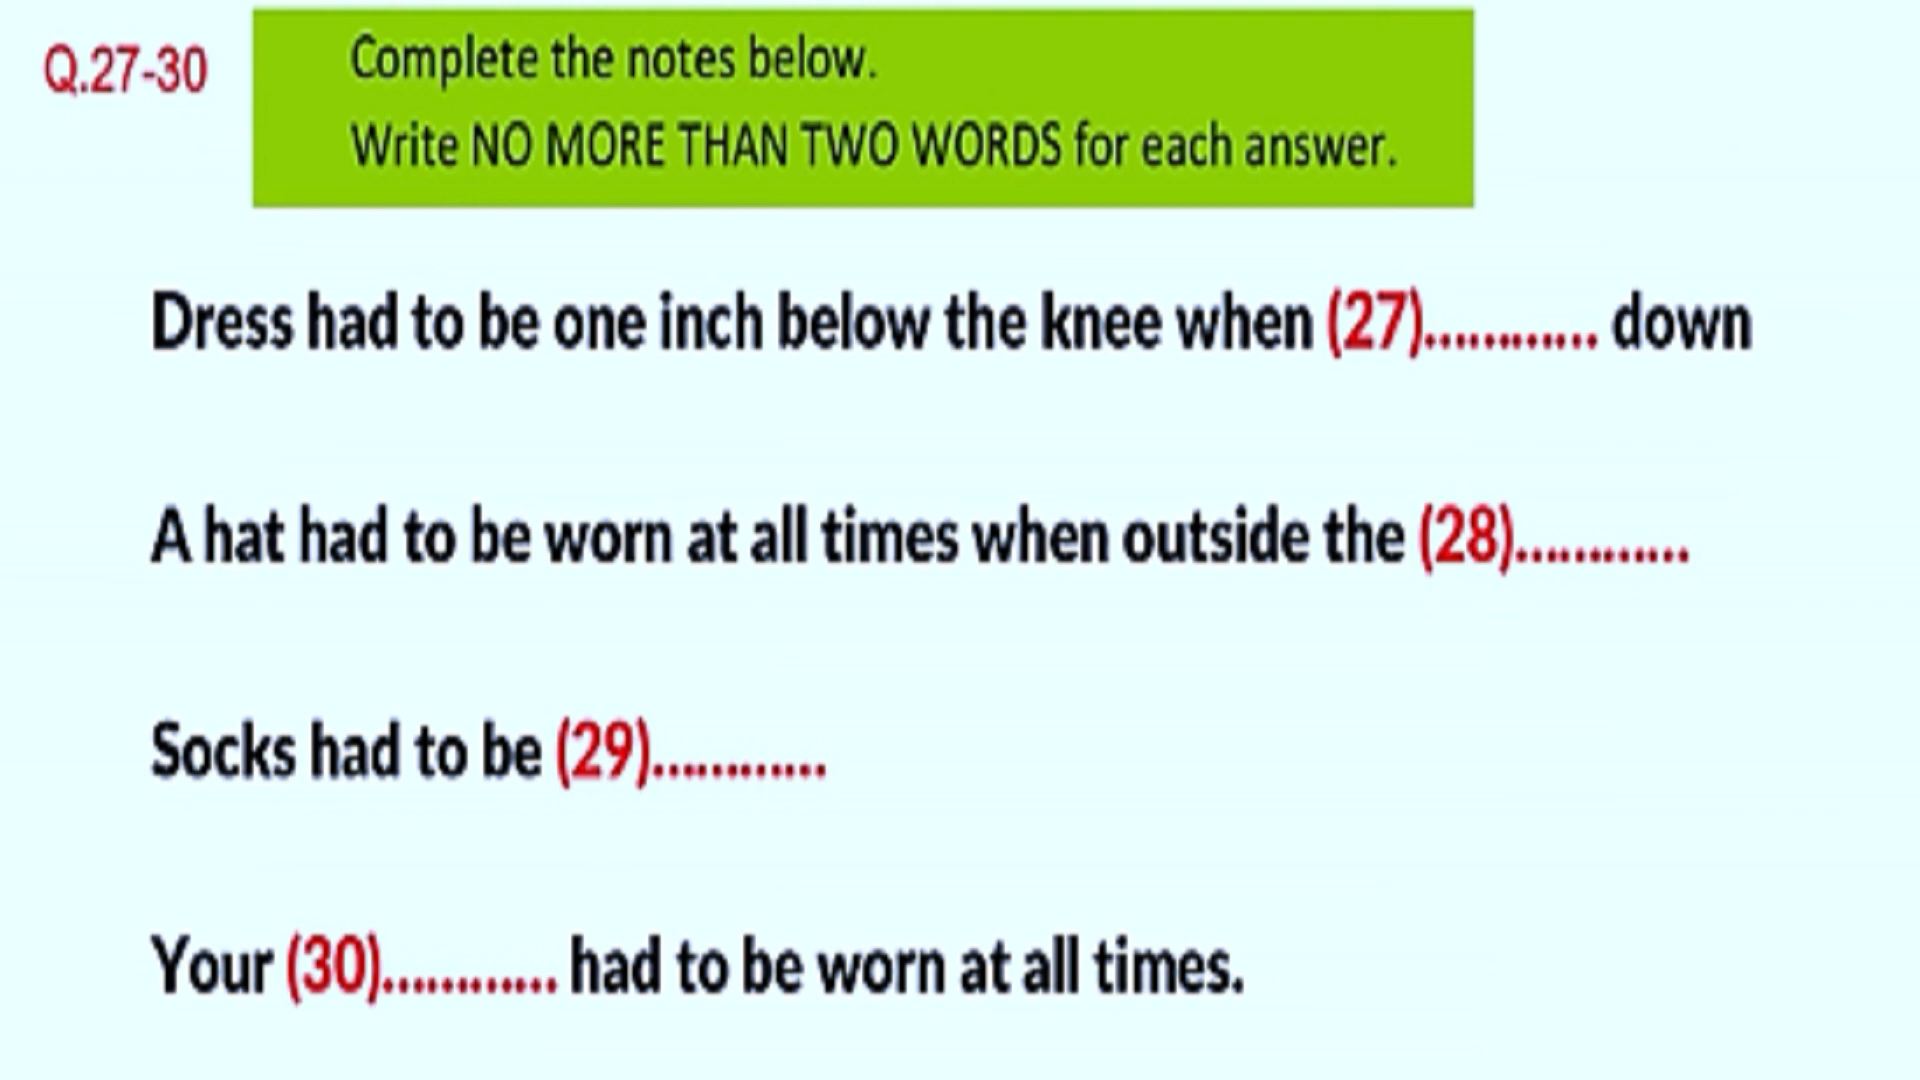 Q.27-30
Complete the notes below.
Write NO MORE THAN TWO WORDS for each answer.
Dress had to be one inch below the knee when (27)............ down
A hat had to be worn at all times when outside the (28)............
Socks had to be (29)............
Your (30)............ had to be worn at all times.